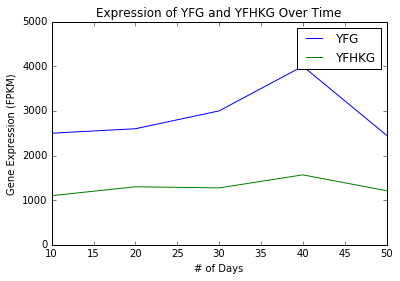 Expression of YFG and YFHKG Over Time
YFG
YFHKG
Gene Expression (FPKM)
5000
4000
3000
2000
1000
0
10 15 20 25 30 35 40 45 50
# of Days